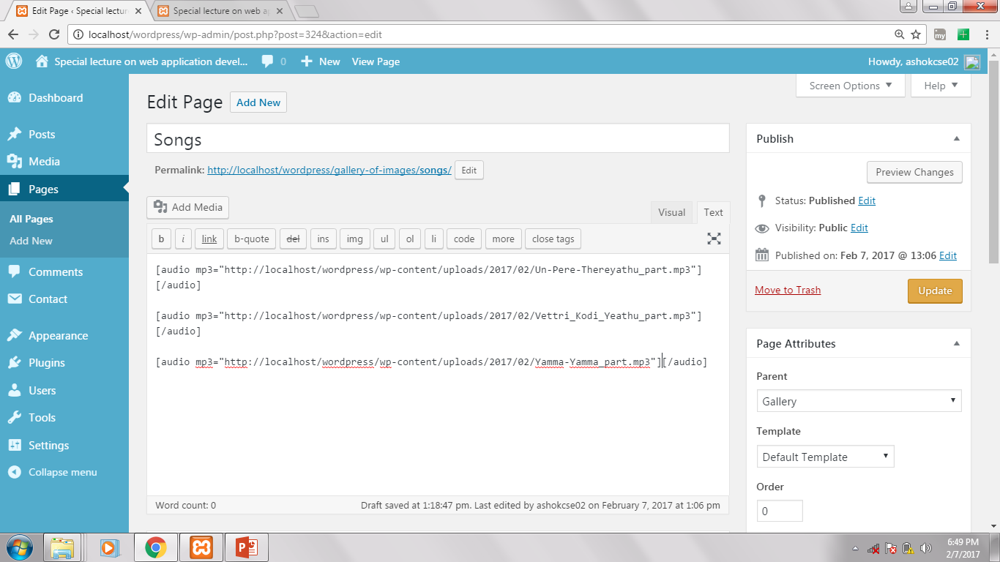 Edit Page ‹ Special lectur
Special lecture on web ap
localhost/wordpress/wp-admin/post.php?post=324&action=edit
my
Special lecture on web application devel... 0 New View Page
Howdy, ashokcse02
Dashboard
Posts
Media
Pages
All Pages
Add New
Comments
Contact
Appearance
Plugins
Users
Tools
Settings
Collapse menu
Screen Options
Help
Edit Page
Add New
Songs
Permalink: http://localhost/wordpress/gallery-of-images/songs/ Edit
Add Media
Visual
Text
b i link b-quote del ins img ul ol li code more close tags
[audio mp3="http://localhost/wordpress/wp-content/uploads/2017/02/Un-Pere-Thereyathu_part.mp3"]
[/audio]
[audio mp3="http://localhost/wordpress/wp-content/uploads/2017/02/Vettri_Kodi_Yeathu_part.mp3"]
[/audio]
[audio mp3="http://localhost/wordpress/wp-content/uploads/2017/02/Yamma-Yamma_part.mp3"][/audio]
Word count: 0
Draft saved at 1:18:47 pm. Last edited by ashokcse02 on February 7, 2017 at 1:06 pm
Publish
Preview Changes
Status: Published Edit
Visibility: Public Edit
Published on: Feb 7, 2017 @ 13:06 Edit
Move to Trash
Update
Page Attributes
Parent
Gallery
Template
Default Template
Order
0
6:49 PM
2/7/2017